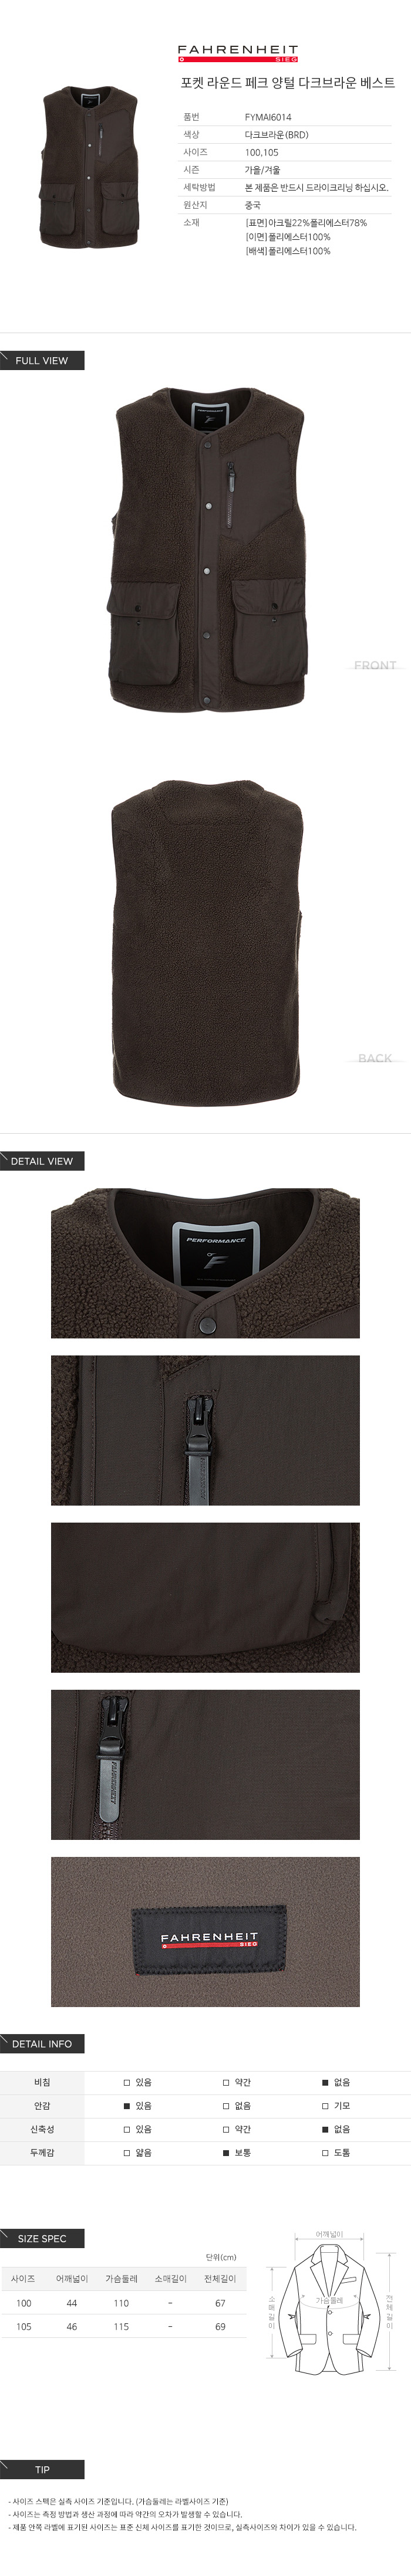 FAHRENHEIT
SIEG
포켓 라운드 페크 양털 다크브라운 베스트
품번 FYMAI6014
색상 다크브라운(BRD)
사이즈 100,105
시즌 가을/겨울
세탁방법 본 제품은 반드시 드라이크리닝 하십시오.
원산지 중국
소재 [표면]아크릴22%폴리에스터78%
[이면]폴리에스터100%
[배색]폴리에스터100%
FULL VIEW
PERFORMANCE
F
FRONT
BACK
DETAIL VIEW
PERFORMANCE
OF F
FAHRENHEIT
FAHRENHEIT
SIEG
DETAIL INFO
비침 □ 있음 □ 약간 ■ 없음
안감 ■ 있음 □ 없음 □ 기모
신축성 □ 있음 □ 약간 ■ 없음
두께감 □ 얇음 ■ 보통 □ 도톰
SIZE SPEC
단위(cm)
사이즈 어깨넓이 가슴둘레 소매길이 전체길이
100 44 110 - 67
105 46 115 - 69
어깨넓이
가슴둘레
소매길이
전체길이
TIP
- 사이즈 스펙은 실측 사이즈 기준입니다. (가슴둘레는 라벨사이즈 기준)
- 사이즈는 측정 방법과 생산 과정에 따라 약간의 오차가 발생할 수 있습니다.
- 제품 안쪽 라벨에 표기된 사이즈는 표준 신체 사이즈를 표기한 것이므로, 실측사이즈와 차이가 있을 수 있습니다.